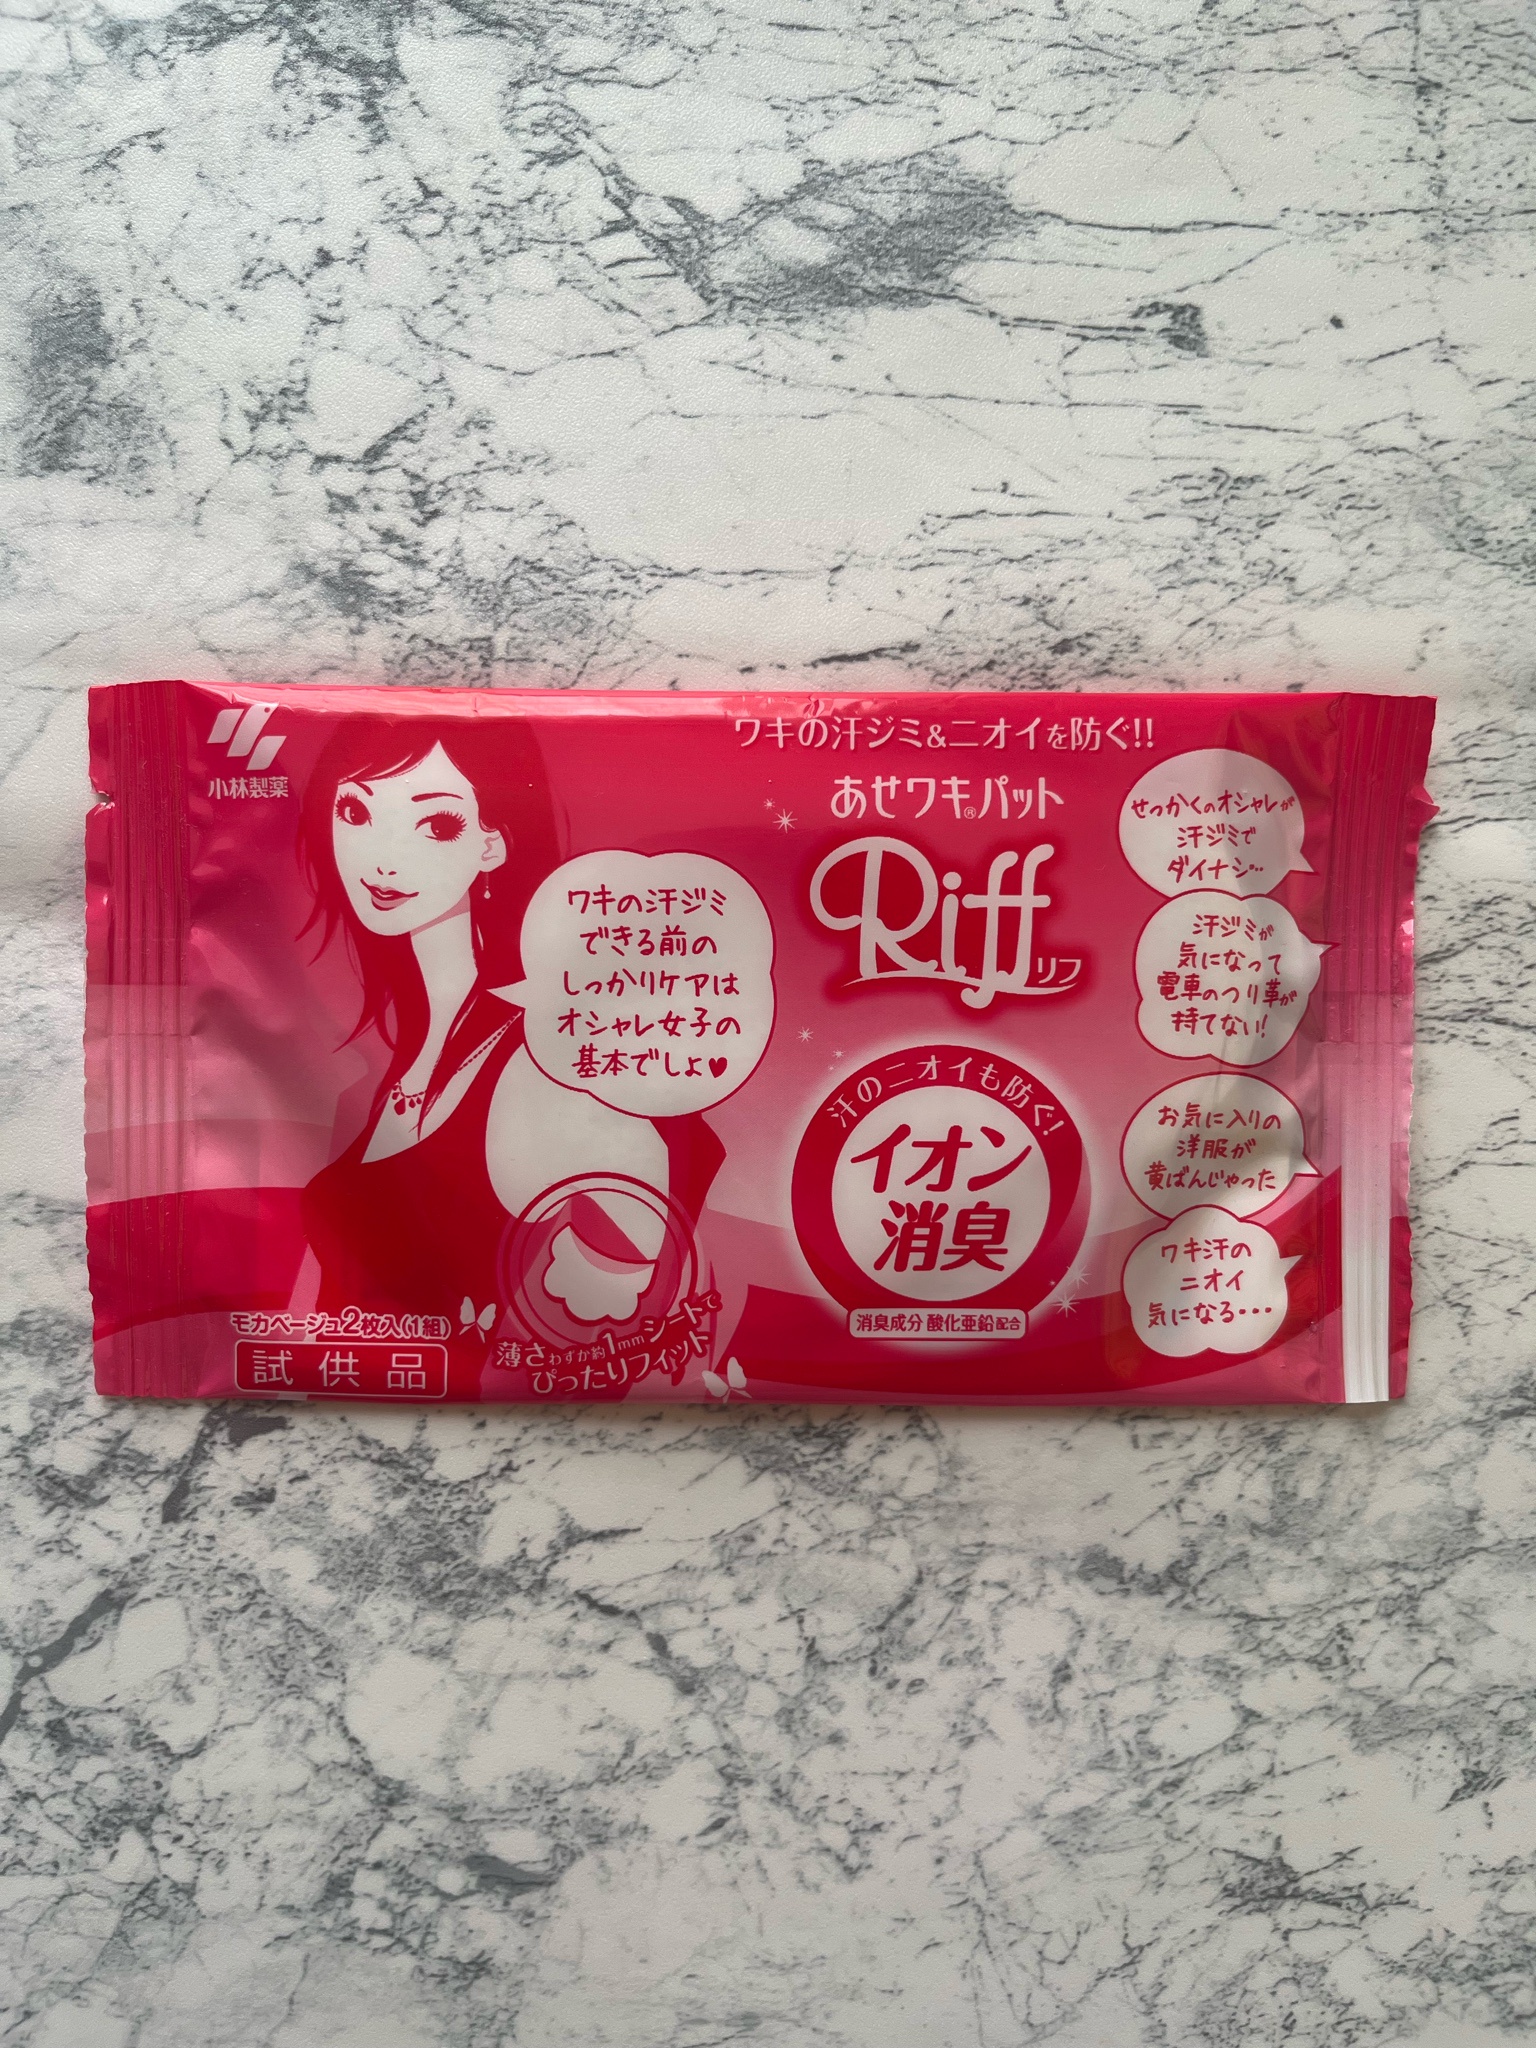 小林製薬
ワキの汗ジミ&ニオイを防ぐ!!
あせワキ®パット
Riff
リフ
ワキの汗ジミ
できる前の
しっかりケアは
オシャレ女子の
基本でしょ♥
汗のニオイも防ぐ!
イオン
消臭
消臭成分 酸化亜鉛配合
せっかくのオシャレが
汗ジミで
ダイナシ…
汗ジミが
気になって
電車のつり革が
持てない!
お気に入りの
洋服が
黄ばんじゃった
ワキ汗の
ニオイ
気になる・・・
モカベージュ2枚入(1組)
試供品
薄さわずか約1mmシートで
ぴったりフィット